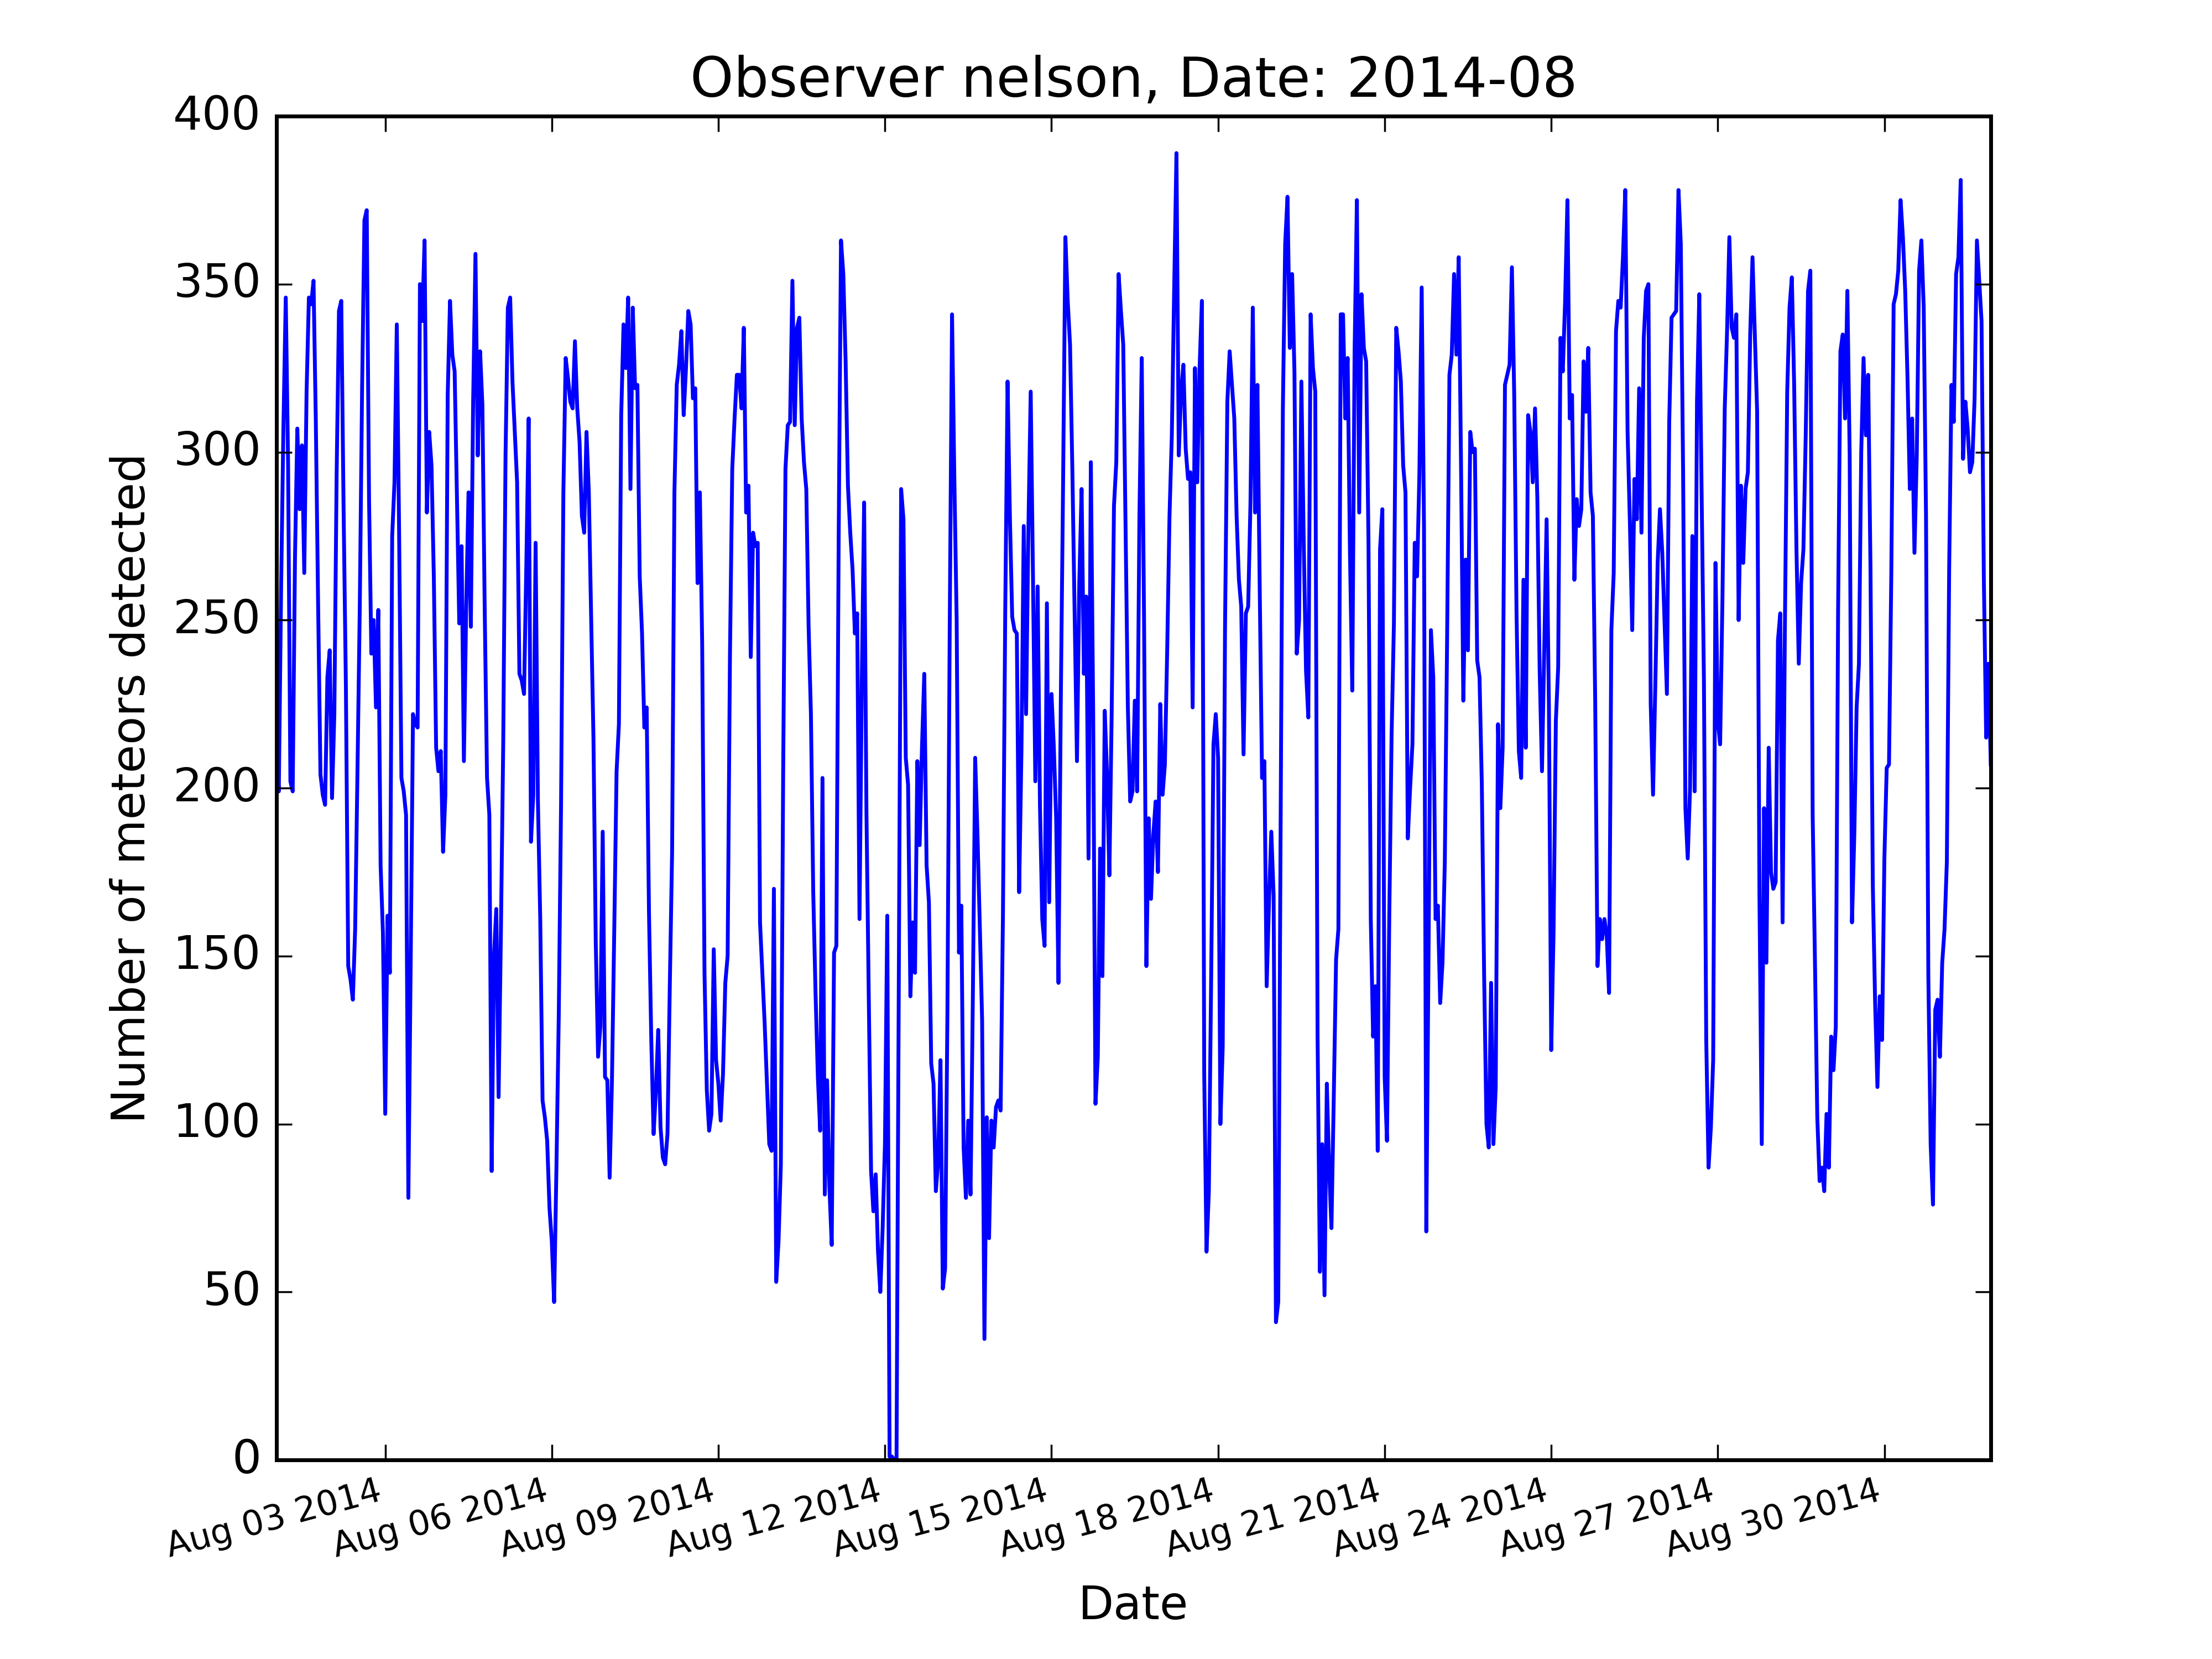 Observer nelson, Date: 2014-08
400
350
300
250
200
150
100
50
0
Number of meteors detected
Aug 03 2014
Aug 06 2014
Aug 09 2014
Aug 12 2014
Aug 15 2014
Aug 18 2014
Aug 21 2014
Aug 24 2014
Aug 27 2014
Aug 30 2014
Date